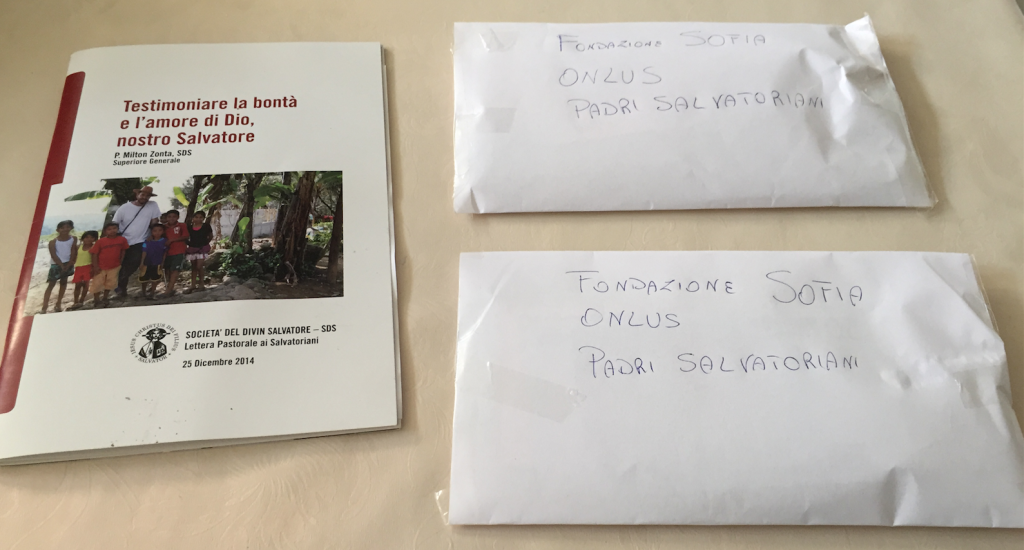 Testimoniare la bontà
e l'amore di Dio,
nostro Salvatore
P. Milton Zonta, SDS
Superiore Generale
SOCIETA' DEL DIVIN SALVATORE – SDS
Lettera Pastorale ai Salvatoriani
25 Dicembre 2014
FONDAZIONE SOFIA
ONLUS
PADRI SALVATORIANI
FONDAZIONE SOFIA
ONLUS
PADRI SALVATORIANI